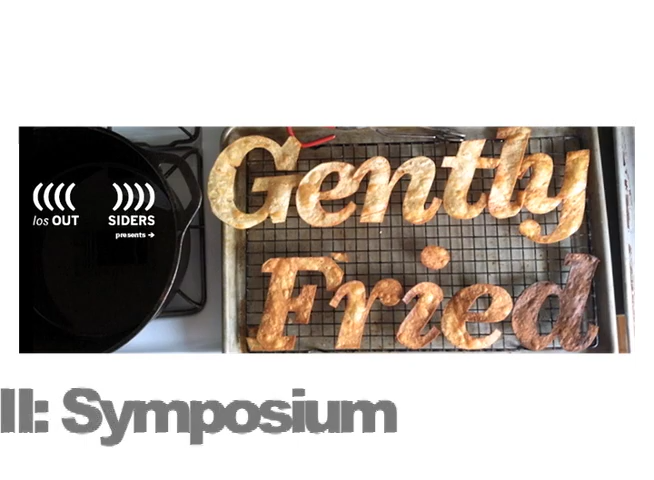 ((((
))))
los OUT
SIDERS
presents →
Gently
Fried
II: Symposium